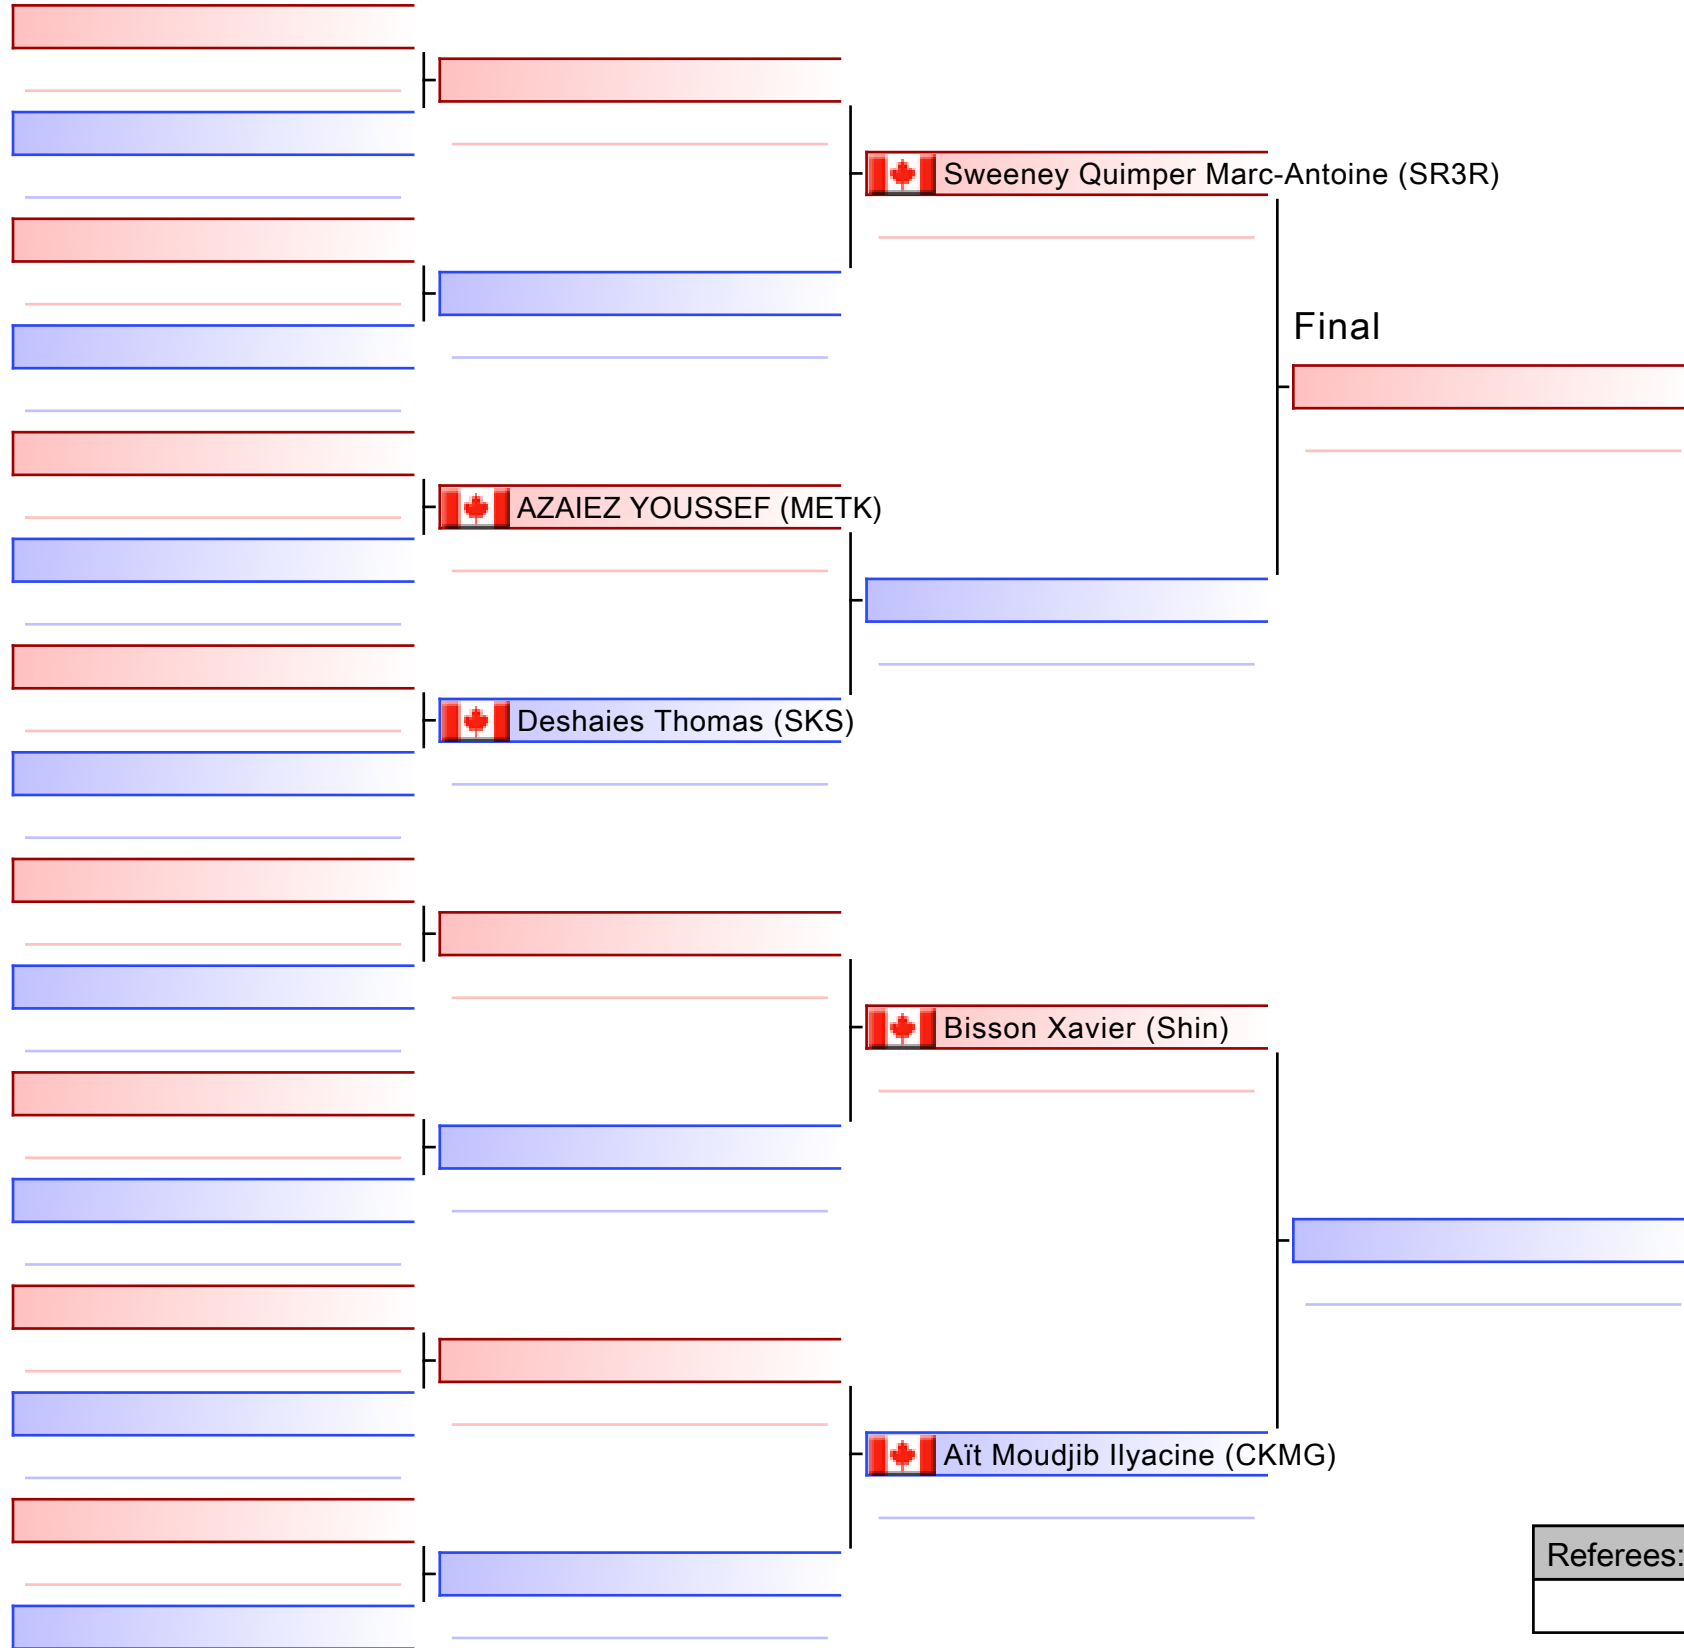 Sweeney Quimper Marc-Antoine (SR3R)
Final
AZAIEZ YOUSSEF (METK)
Deshaies Thomas (SKS)
Bisson Xavier (Shin)
Aït Moudjib Ilyacine (CKMG)
Referees: